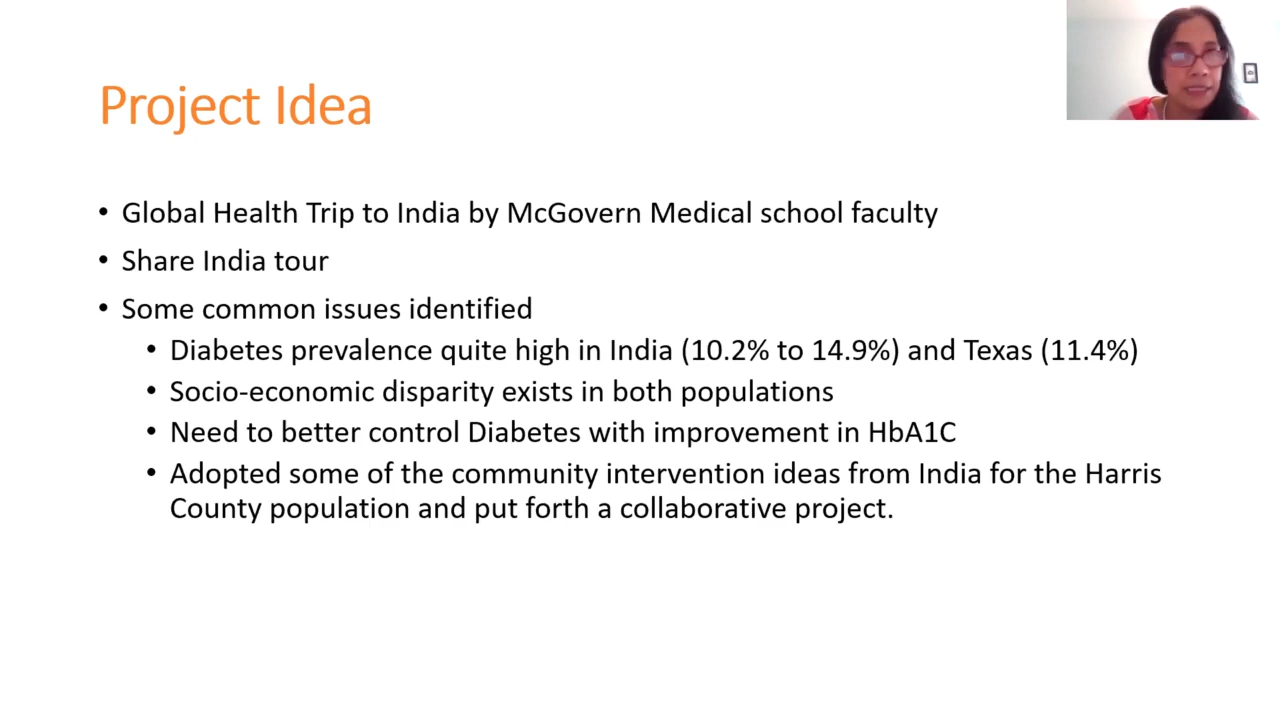 Project Idea
• Global Health Trip to India by McGovern Medical school faculty
• Share India tour
• Some common issues identified
• Diabetes prevalence quite high in India (10.2% to 14.9%) and Texas (11.4%)
• Socio-economic disparity exists in both populations
• Need to better control Diabetes with improvement in HbA1C
• Adopted some of the community intervention ideas from India for the Harris
County population and put forth a collaborative project.